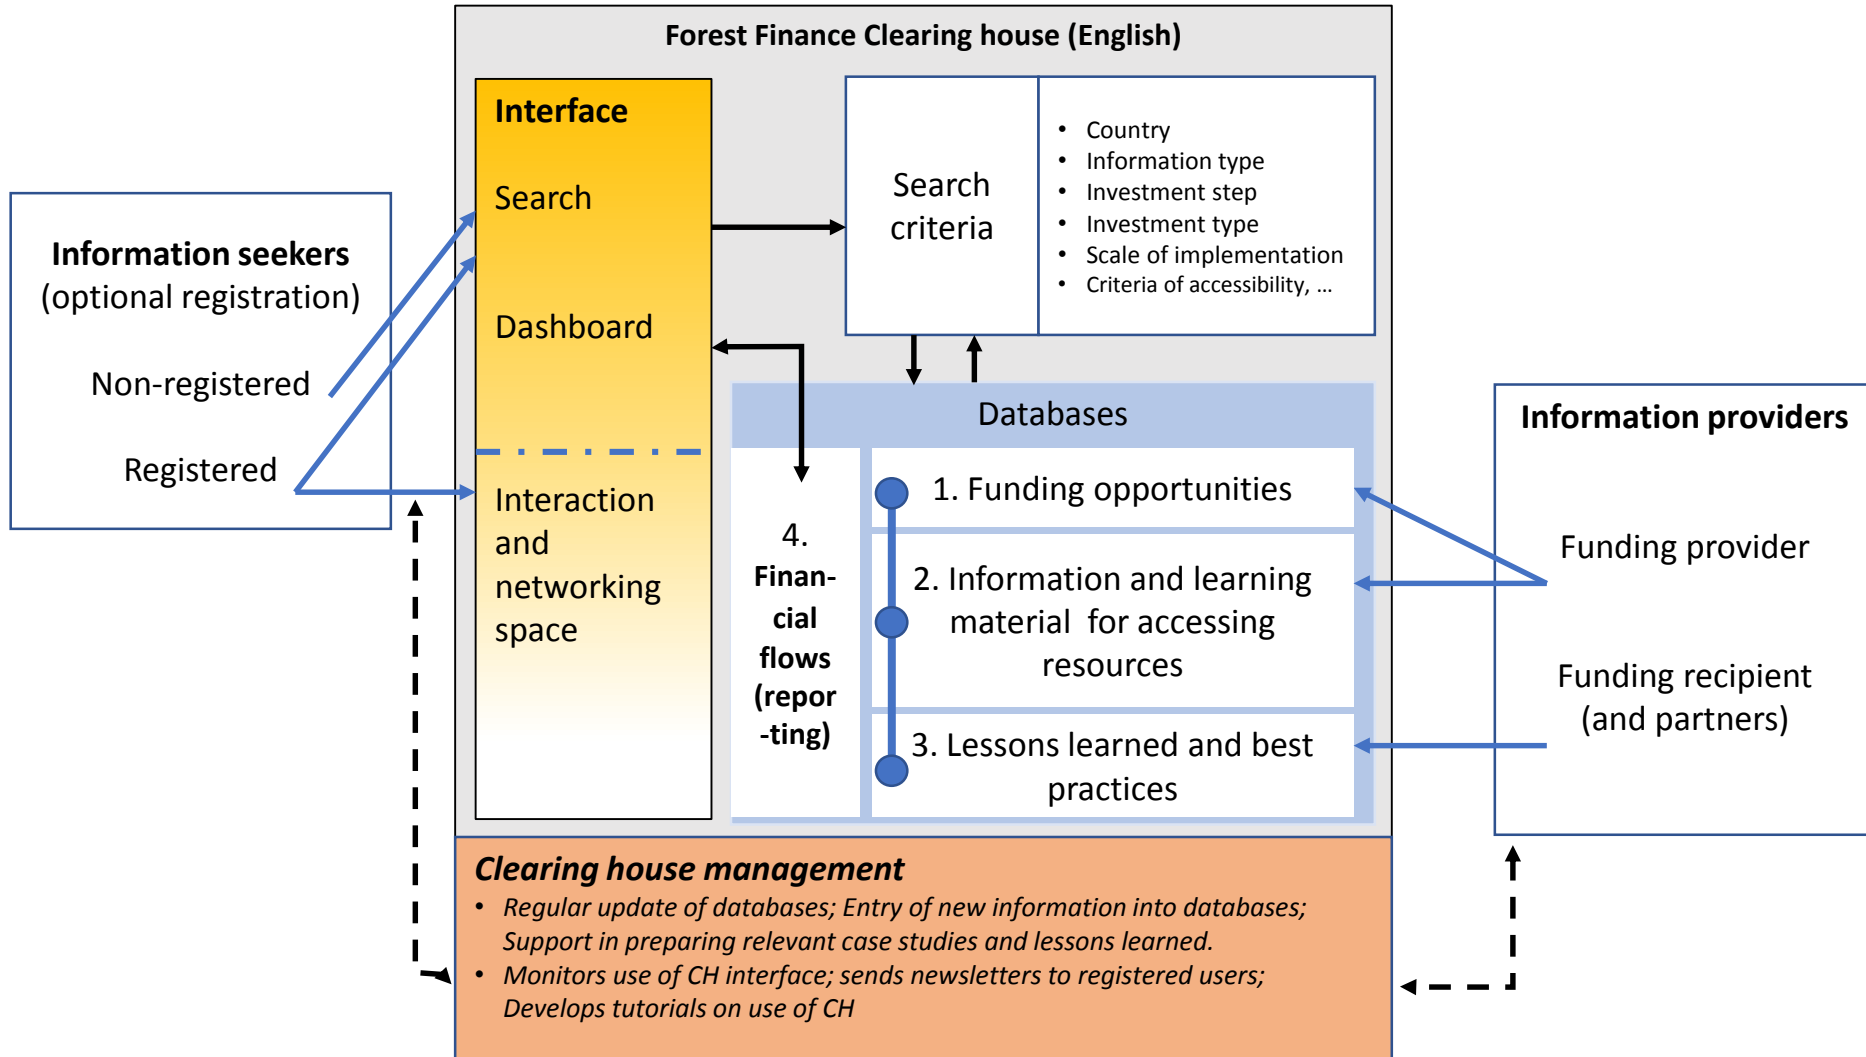 Forest Finance Clearing house (English)
Information seekers
(optional registration)
Non-registered
Registered
Interface
Search
Dashboard
Interaction
and
networking
space
Search
criteria
• Country
• Information type
• Investment step
• Investment type
• Scale of implementation
• Criteria of accessibility, ...
Databases
4.
Finan-
cial
flows
(repor
-ting)
1. Funding opportunities
2. Information and learning
material for accessing
resources
3. Lessons learned and best
practices
Information providers
Funding provider
Funding recipient
(and partners)
Clearing house management
• Regular update of databases; Entry of new information into databases;
Support in preparing relevant case studies and lessons learned.
• Monitors use of CH interface; sends newsletters to registered users;
Develops tutorials on use of CH